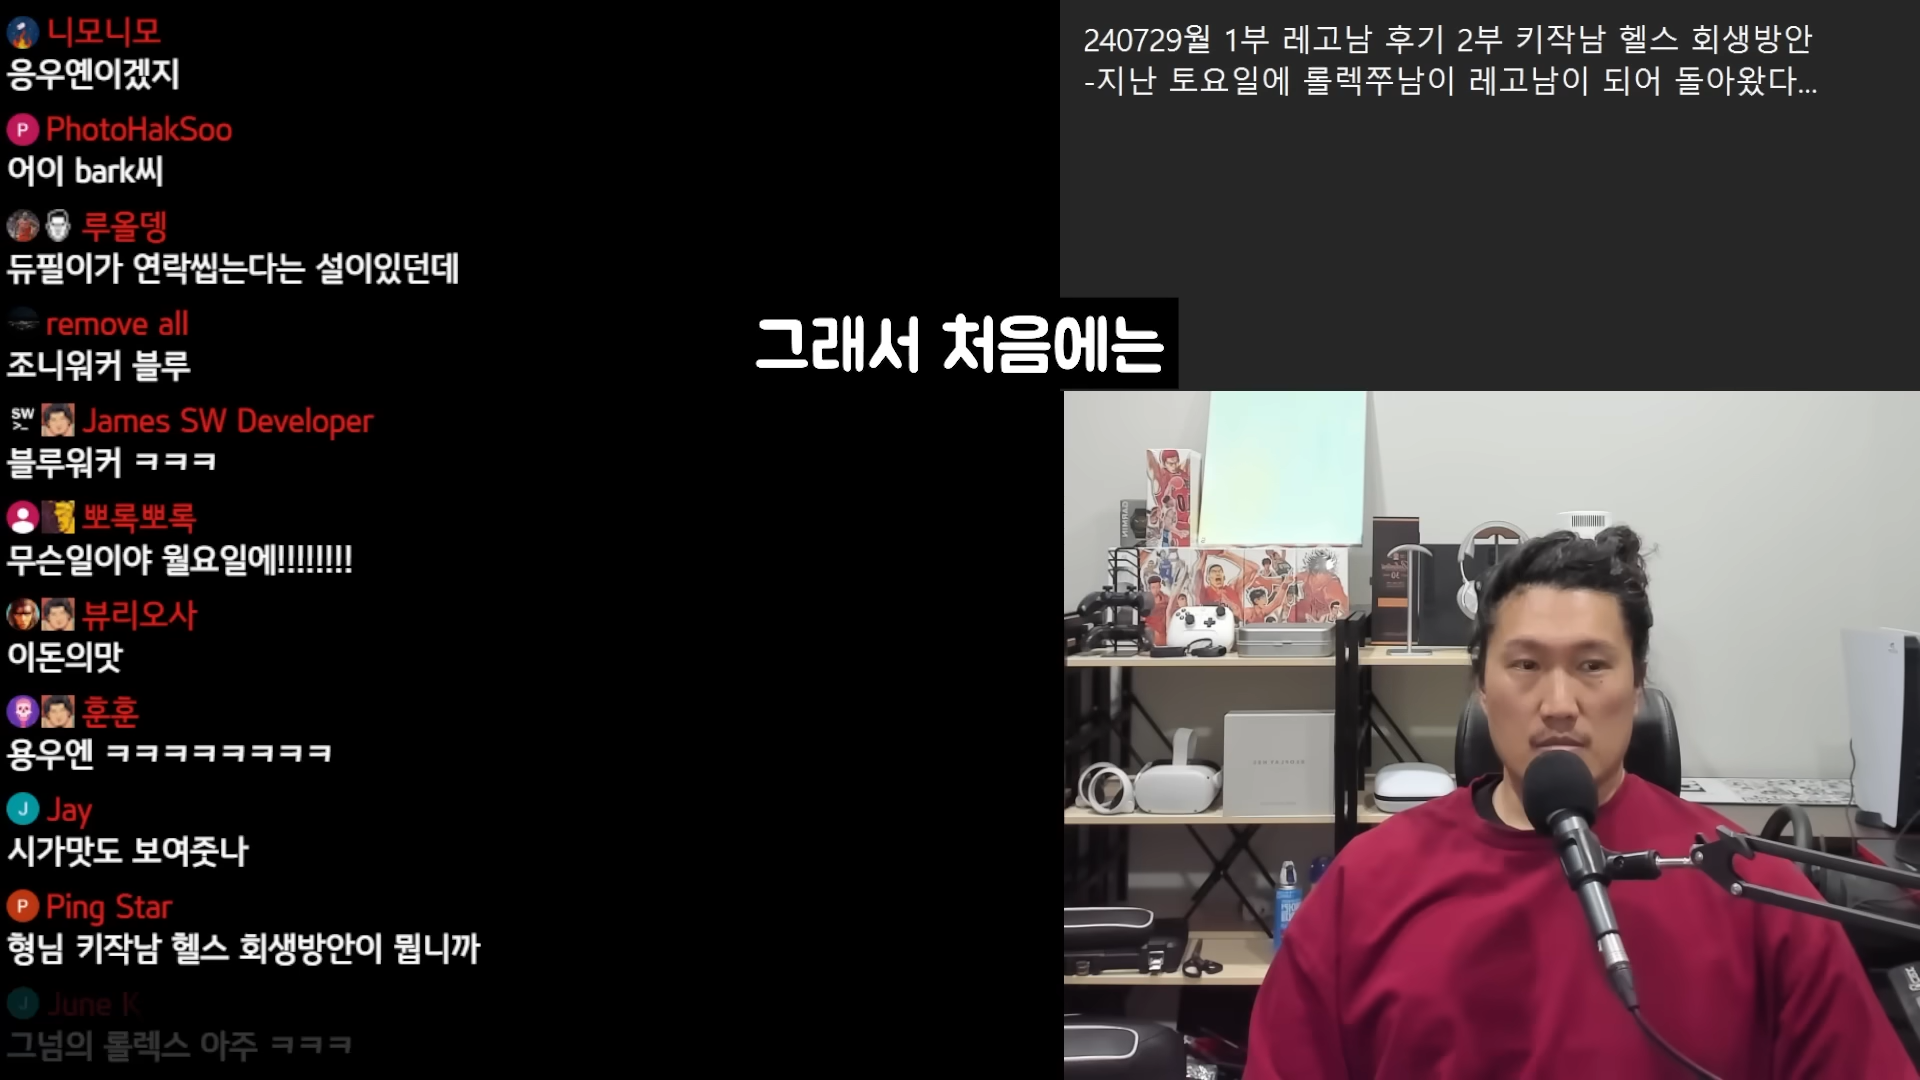 니모니모
응우옌이겠지
P PhotoHakSoo
어이 bark씨
루올뎅
듀필이가 연락씹는다는 설이있던데
remove all
조니워커 블루
SW >_ James SW Developer
블루워커 ㅋㅋㅋ
뽀록뽀록
무슨일이야 월요일에!!!!!!!!
뷰리오사
이돈의맛
훈훈
용우엔 ㅋㅋㅋㅋㅋㅋㅋㅋ
J Jay
시가맛도 보여줏나
P Ping Star
형님 키작남 헬스 회생방안이 뭡니까
J June K
그넘의 롤렉스 아주 ㅋㅋㅋ
240729월 1부 레고남 후기 2부 키작남 헬스 회생방안
-지난 토요일에 롤렉쭈남이 레고남이 되어 돌아왔다...
그래서 처음에는
GARMIN